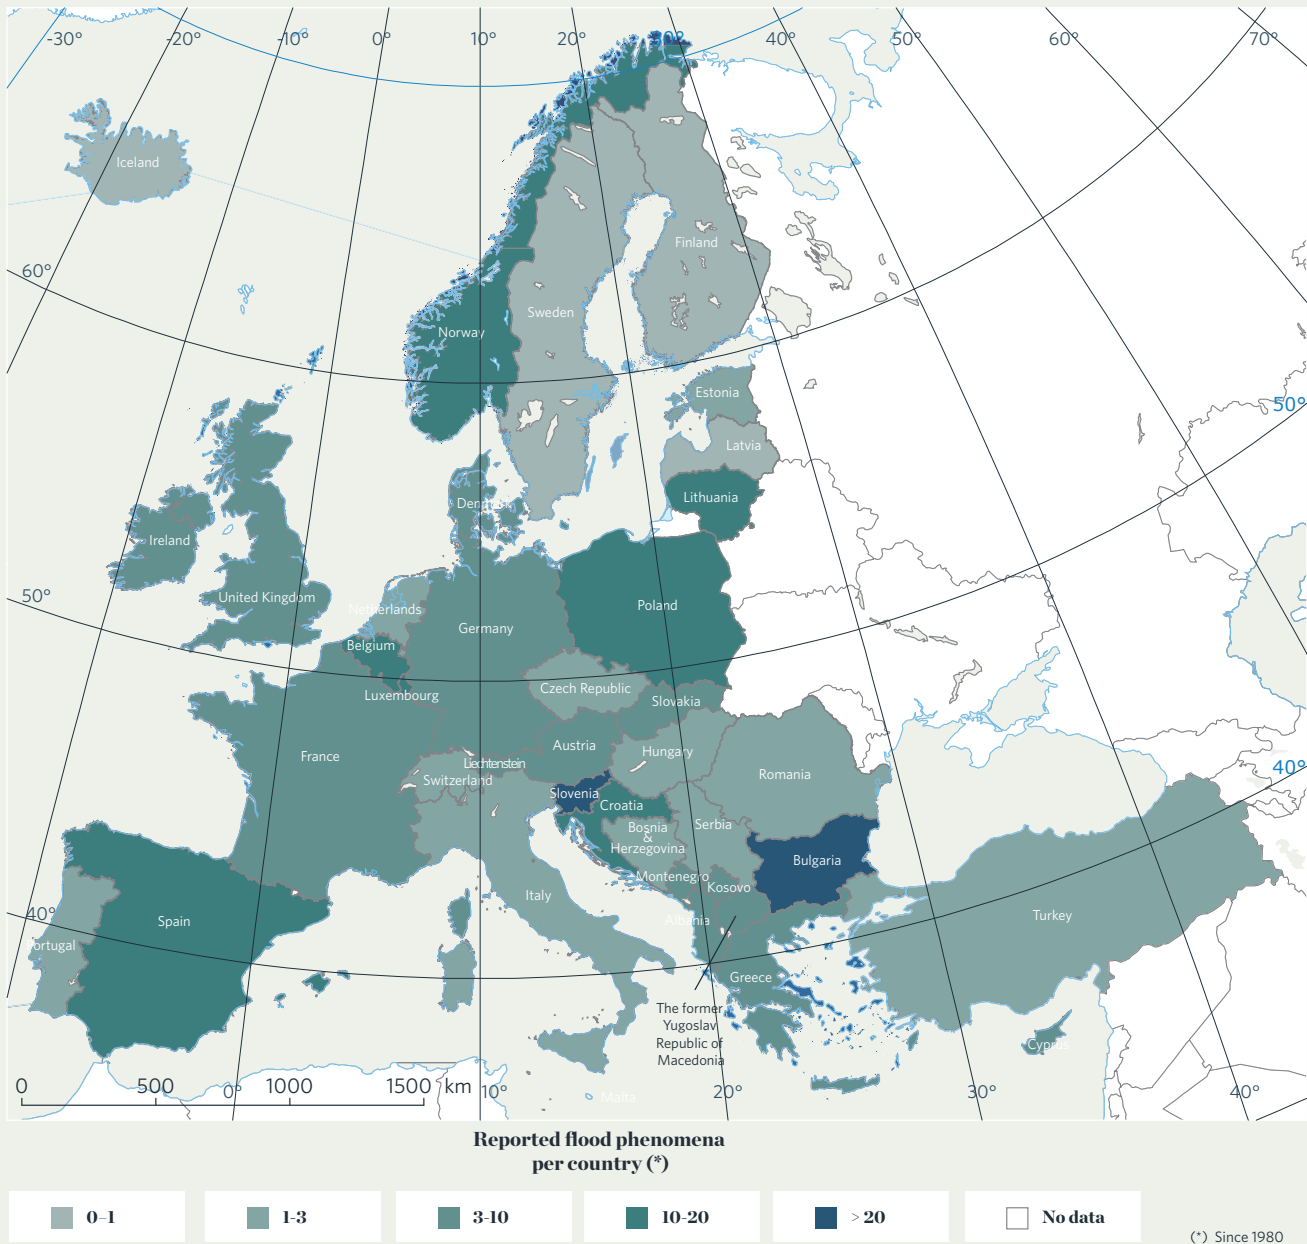 -30°
-20°
-10°
0°
10°
20°
30°
40°
50°
60°
70°
60°
50°
40°
50°
40°
Iceland
Finland
Sweden
Norway
Estonia
Latvia
Lithuania
Denmark
Ireland
United Kingdom
Netherlands
Belgium
Germany
Poland
Luxembourg
Czech Republic
Slovakia
France
Austria
Hungary
Liechtenstein
Switzerland
Romania
Slovenia
Croatia
Serbia
Bosnia
&
Herzegovina
Bulgaria
Montenegro
Kosovo
Italy
Albania
Spain
Portugal
Turkey
Greece
The former
Yugoslav
Republic of
Macedonia
Cyprus
Malta
0 500 1000 1500 km
0°
10°
20°
30°
40°
Reported flood phenomena
per country (*)
0-1
1-3
3-10
10-20
> 20
No data
(*) Since 1980